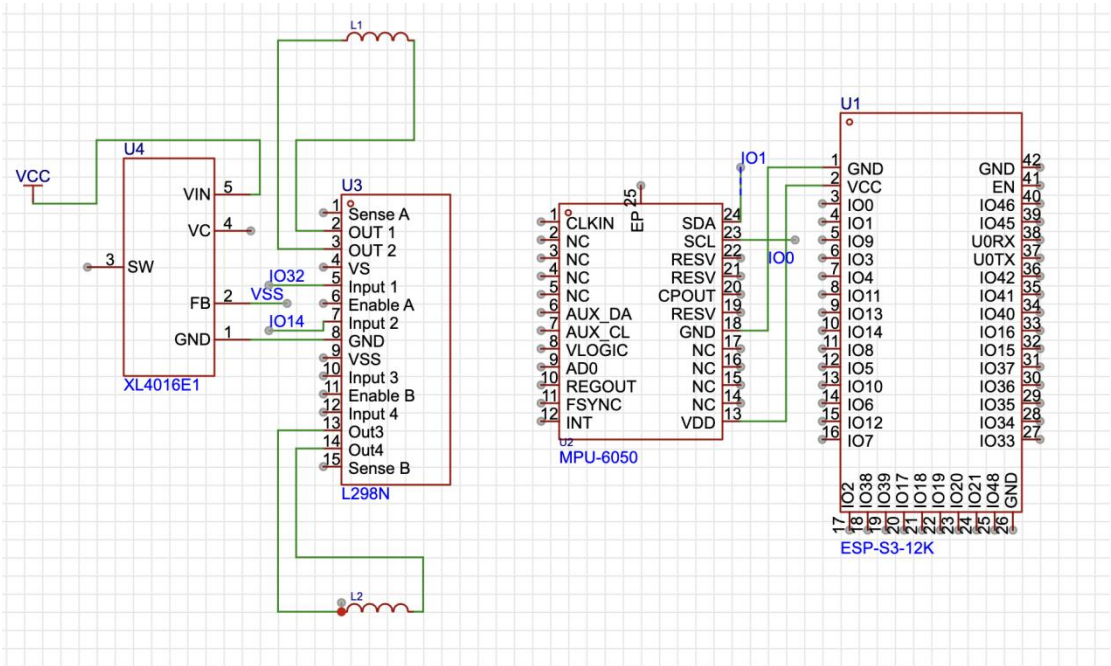 L1
VCC
U4
VIN 5
VC 4
3 SW
FB 2
GND 1
XL4016E1
U3
1 Sense A
2 OUT 1
3 OUT 2
4 VS
5 Input 1
6 Enable A
7 Input 2
8 GND
9 VSS
10 Input 3
11 Enable B
12 Input 4
13 Out3
14 Out4
15 Sense B
L298N
IO32
VSS
IO14
L2
EP 25
1 CLKIN
2 NC
3 NC
4 NC
5 NC
6 AUX_DA
7 AUX_CL
8 VLOGIC
9 AD0
10 REGOUT
11 FSYNC
12 INT
SDA 24
SCL 23
RESV 22
RESV 21
CPOUT 20
RESV 19
GND 18
NC 17
NC 16
NC 15
NC 14
VDD 13
U2
MPU-6050
IO1
IO0
U1
1 GND
2 VCC
3 IO0
4 IO1
5 IO9
6 IO3
7 IO4
8 IO11
9 IO13
10 IO14
11 IO8
12 IO5
13 IO10
14 IO6
15 IO12
16 IO7
GND 42
EN 41
IO46 40
IO45 39
U0RX 38
U0TX 37
IO42 36
IO41 35
IO40 34
IO16 33
IO15 32
IO37 31
IO36 30
IO35 29
IO34 28
IO33 27
17 IO2
18 IO38
19 IO39
20 IO17
21 IO18
22 IO19
23 IO20
24 IO21
25 IO48
26 GND
ESP-S3-12K